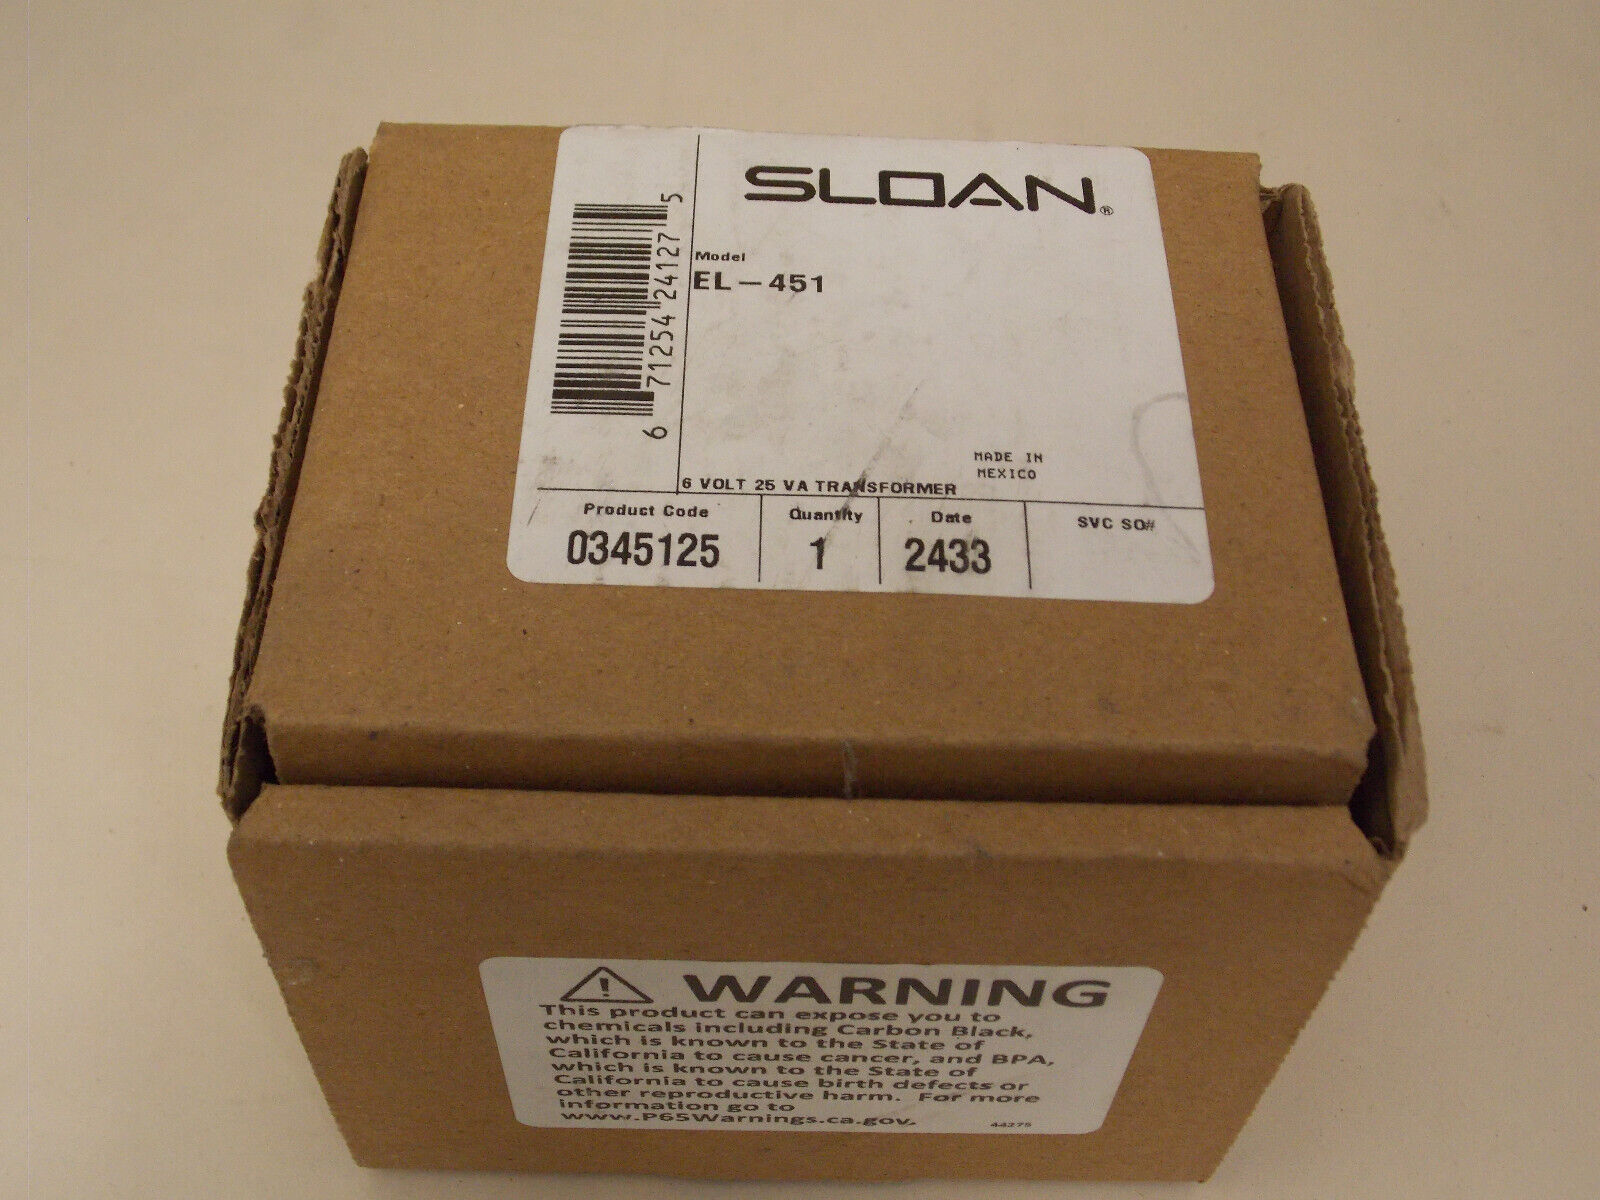 SLOAN®
Model
EL-451
6 71254 24127 5
MADE IN
MEXICO
6 VOLT 25 VA TRANSFORMER
Product Code
0345125
Quantity
1
Date
2433
SVC SO#
WARNING
This product can expose you to
chemicals including Carbon Black,
which is known to the State of
California to cause cancer, and BPA,
which is known to the State of
California to cause birth defects or
other reproductive harm. For more
information go to
www.P65Warnings.ca.gov.
44275